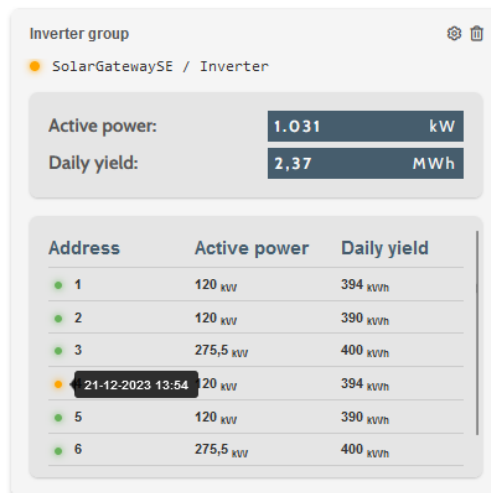 Inverter group
SolarGatewaySE / Inverter
Active power: 1.031 kW
Daily yield: 2,37 MWh
Address Active power Daily yield
1 120 kW 394 kWh
2 120 kW 390 kWh
3 275,5 kW 400 kWh
21-12-2023 13:54 120 kW 394 kWh
5 120 kW 390 kWh
6 275,5 kW 400 kWh